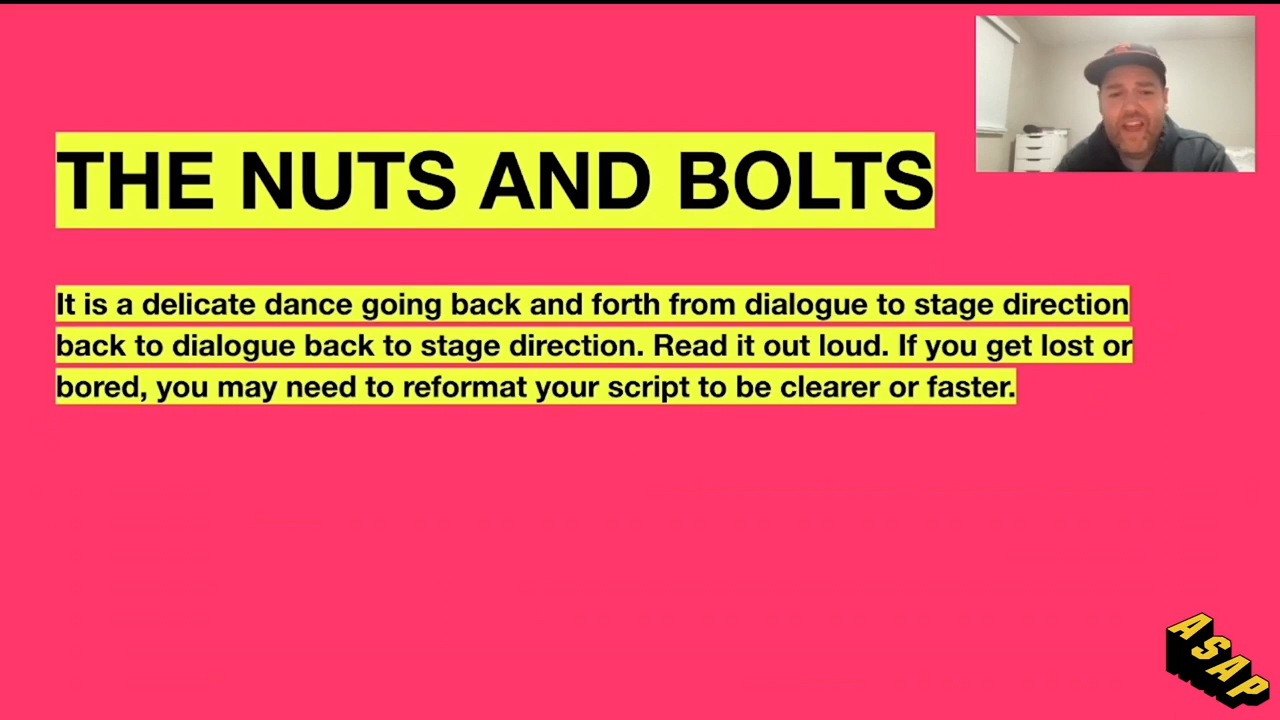 THE NUTS AND BOLTS
It is a delicate dance going back and forth from dialogue to stage direction
back to dialogue back to stage direction. Read it out loud. If you get lost or
bored, you may need to reformat your script to be clearer or faster.
ASAP